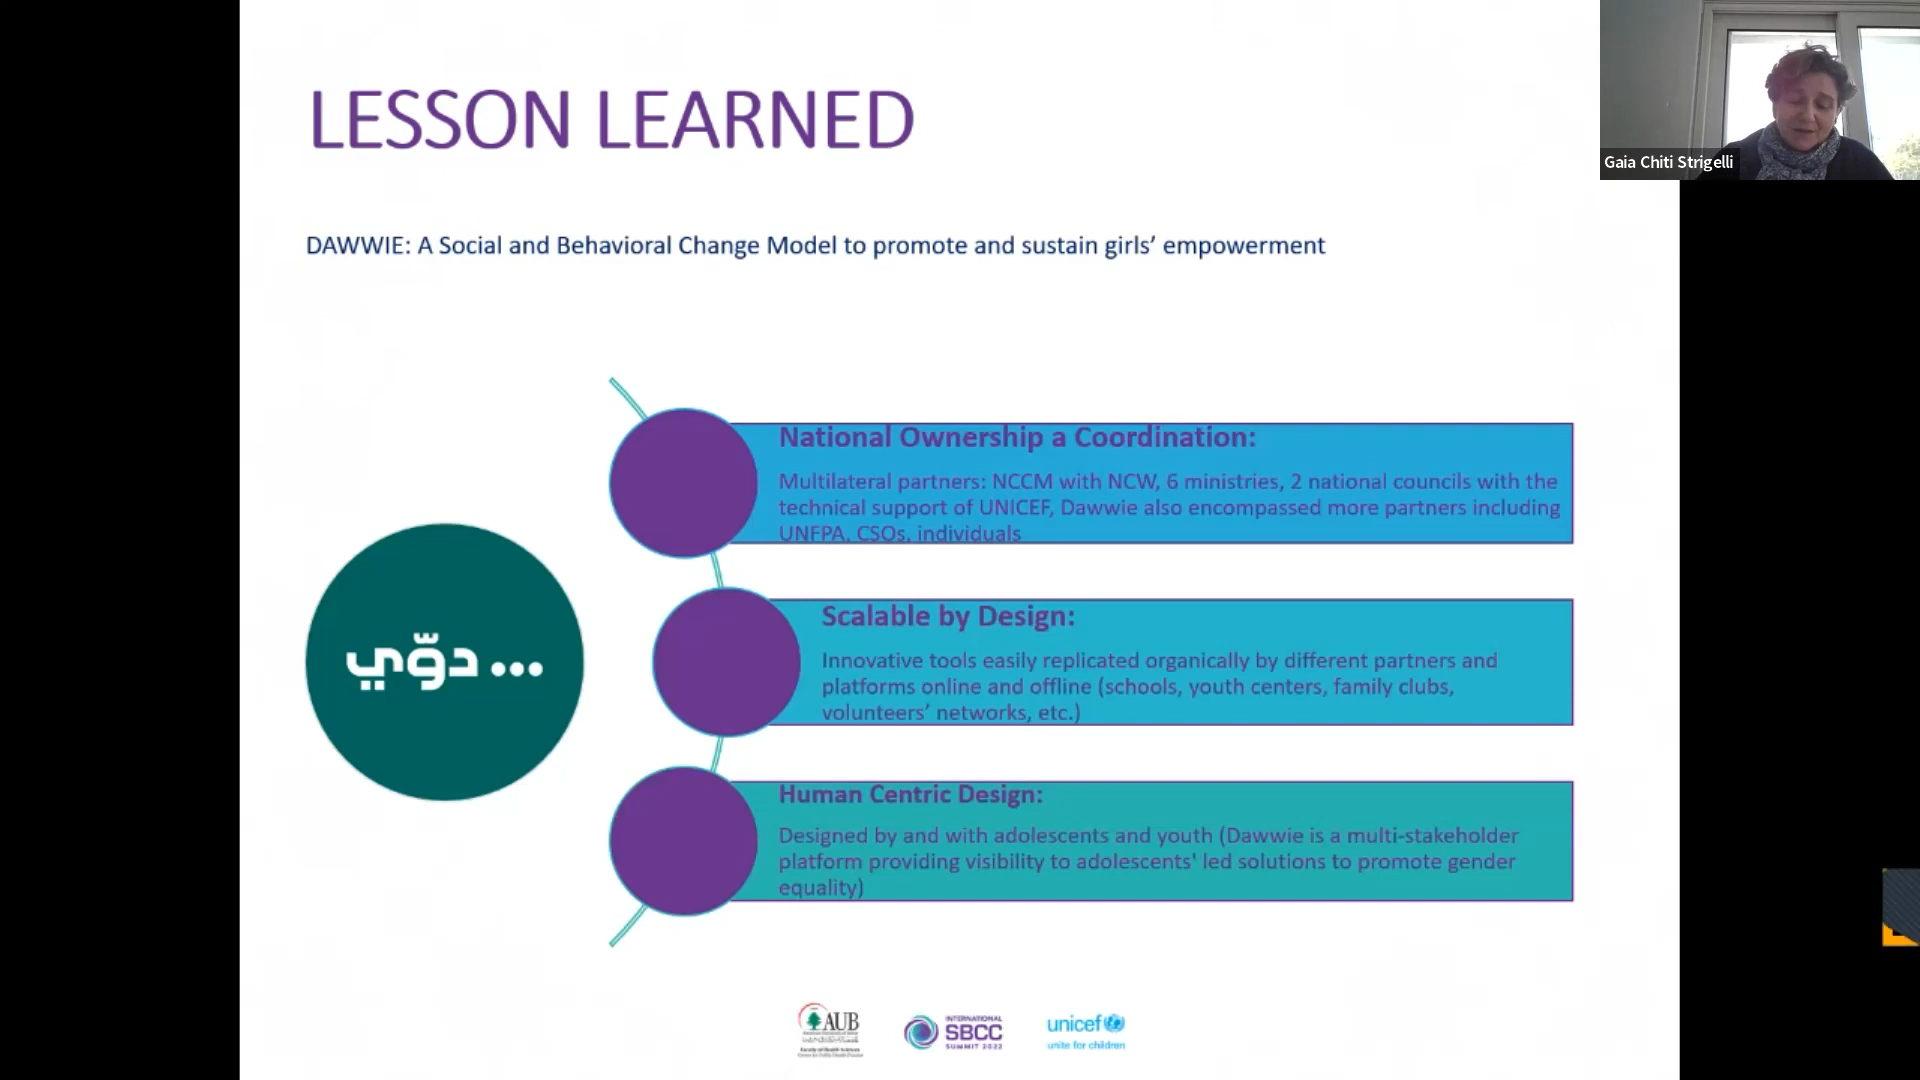 LESSON LEARNED
Gaia Chiti Strigelli
DAWWIE: A Social and Behavioral Change Model to promote and sustain girls’ empowerment
National Ownership a Coordination:
Multilateral partners: NCCM with NCW, 6 ministries, 2 national councils with the
technical support of UNICEF, Dawwie also encompassed more partners including
UNFPA, CSOs, individuals
دوّي ...
Scalable by Design:
Innovative tools easily replicated organically by different partners and
platforms online and offline (schools, youth centers, family clubs,
volunteers’ networks, etc.)
Human Centric Design:
Designed by and with adolescents and youth (Dawwie is a multi-stakeholder
platform providing visibility to adolescents' led solutions to promote gender
equality)
AUB
INTERNATIONAL
SBCC
SUMMIT 2022
unicef
unite for children